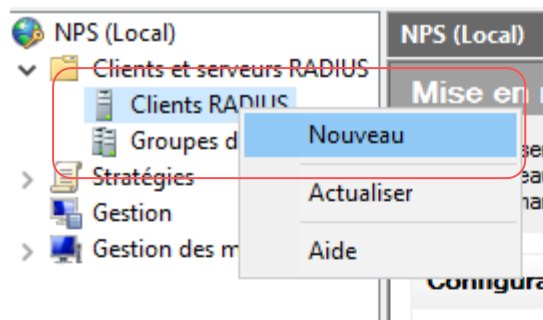 NPS (Local)
Clients et serveurs RADIUS
Clients RADIUS
Groupes d
Stratégies
Gestion
Gestion des m
Nouveau
Actualiser
Aide
NPS (Local)
Mise en